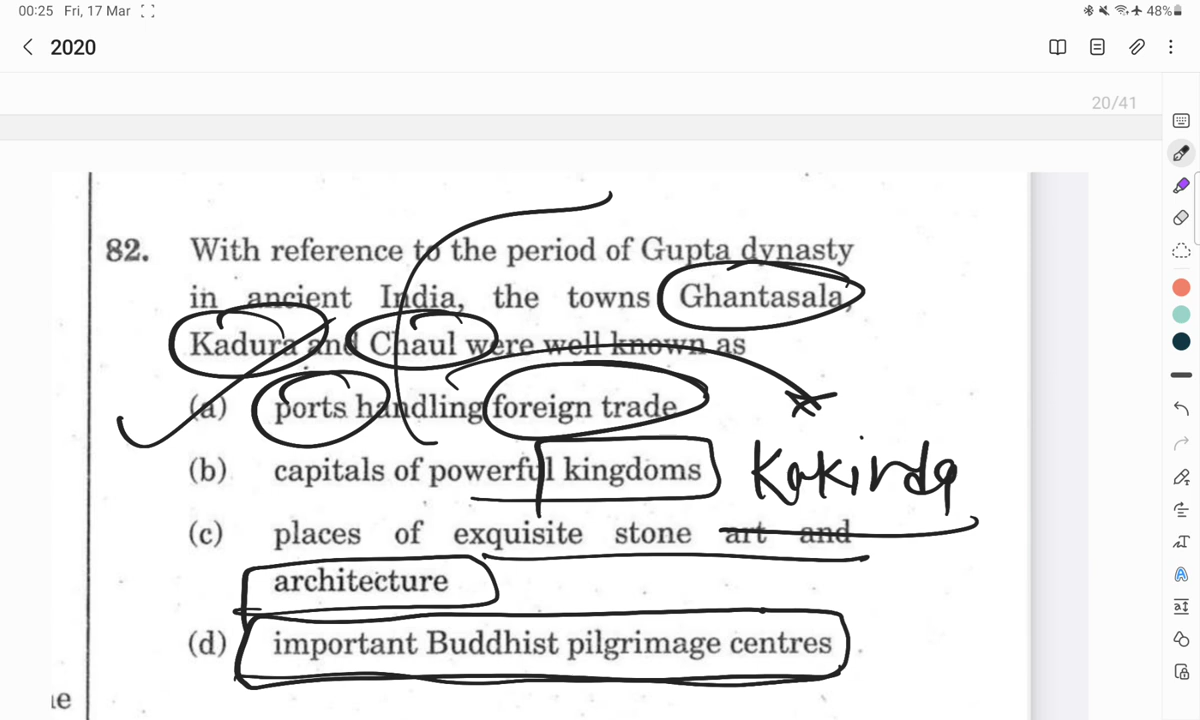 00:25 Fri, 17 Mar
48%
2020
20/41
82. With reference to the period of Gupta dynasty
in ancient India, the towns Ghantasala,
Kadura and Chaul were well known as
(a) ports handling foreign trade
(b) capitals of powerful kingdoms
Kakinda
(c) places of exquisite stone art and
architecture
(d) important Buddhist pilgrimage centres
ne